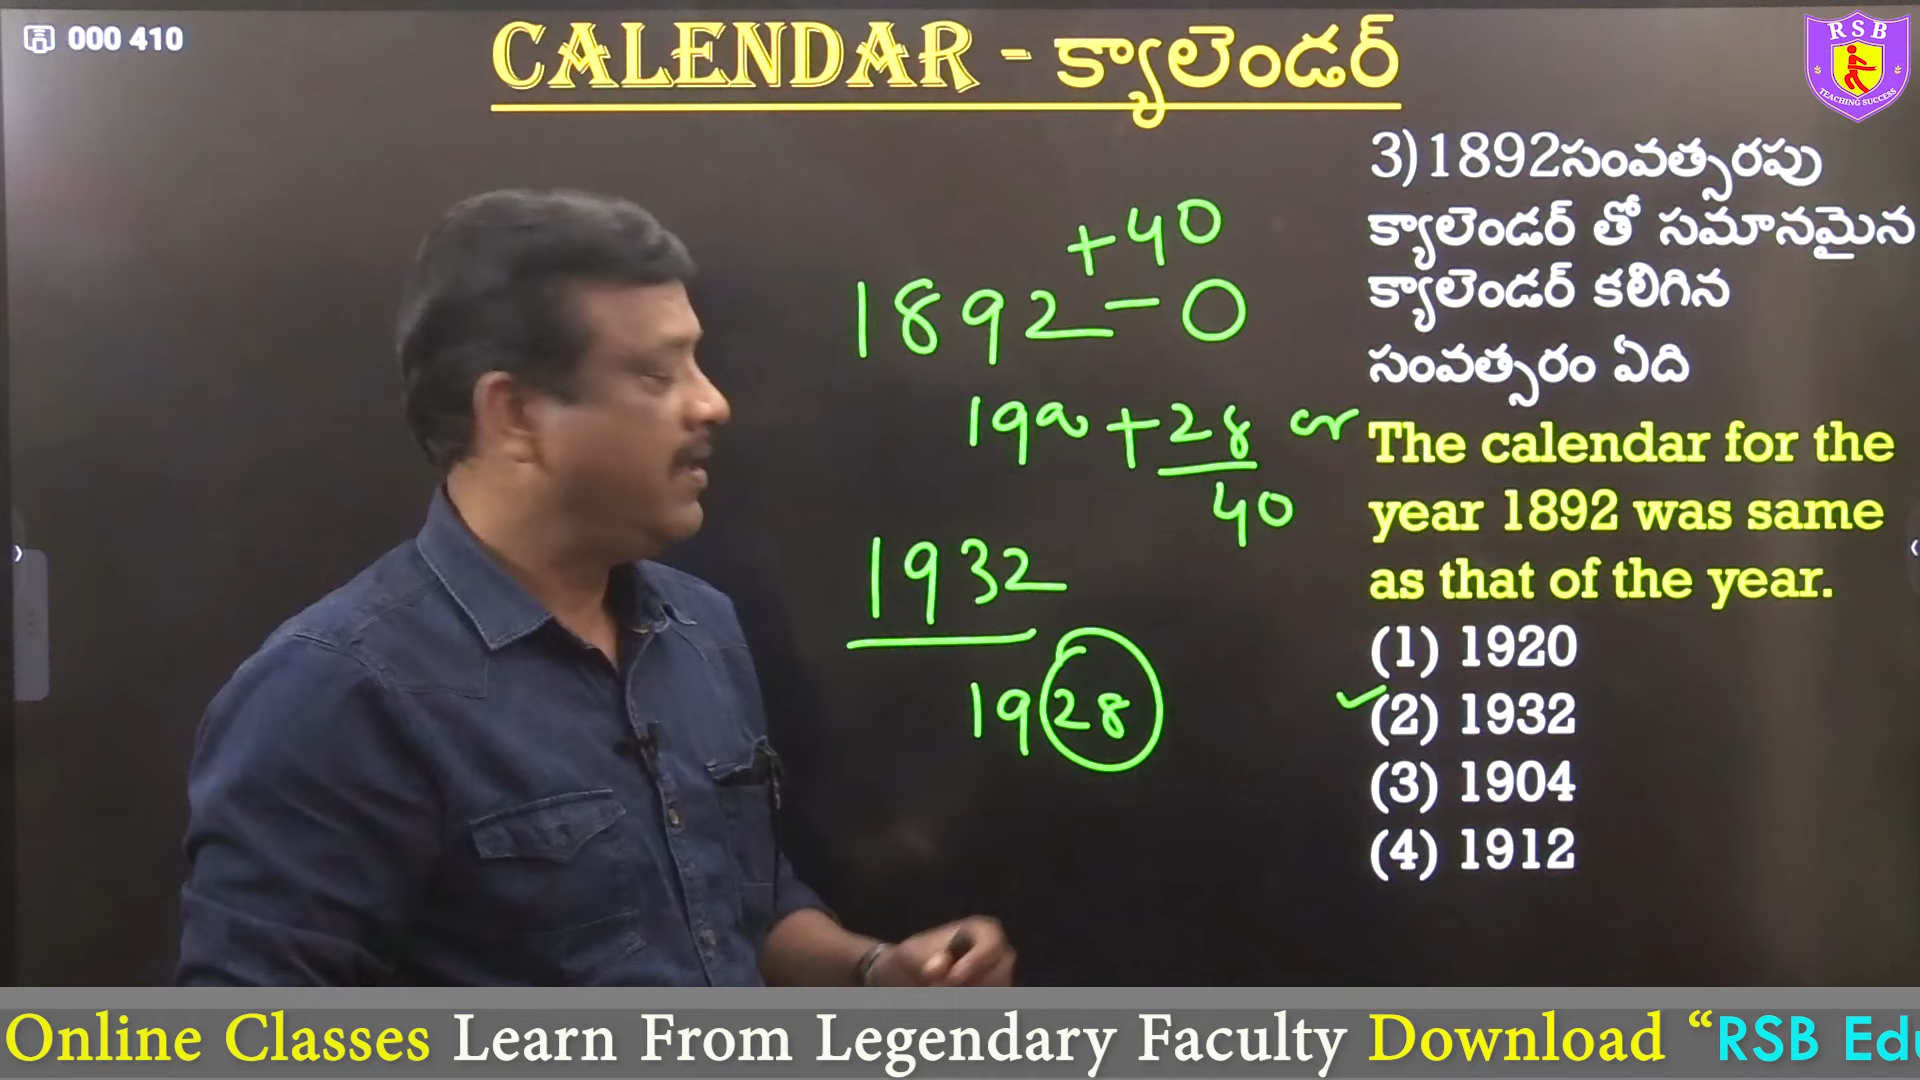 000 410
CALENDAR - క్యాలెండర్
RSB
TEACHING SUCCESS
3)1892సంవత్సరపు
క్యాలెండర్ తో సమానమైన
క్యాలెండర్ కలిగిన
సంవత్సరం ఏది
The calendar for the
year 1892 was same
as that of the year.
(1) 1920
(2) 1932
(3) 1904
(4) 1912
+40
1892 - 0
+28 or
40
1932
1928
Online Classes Learn From Legendary Faculty Download “RSB Edu